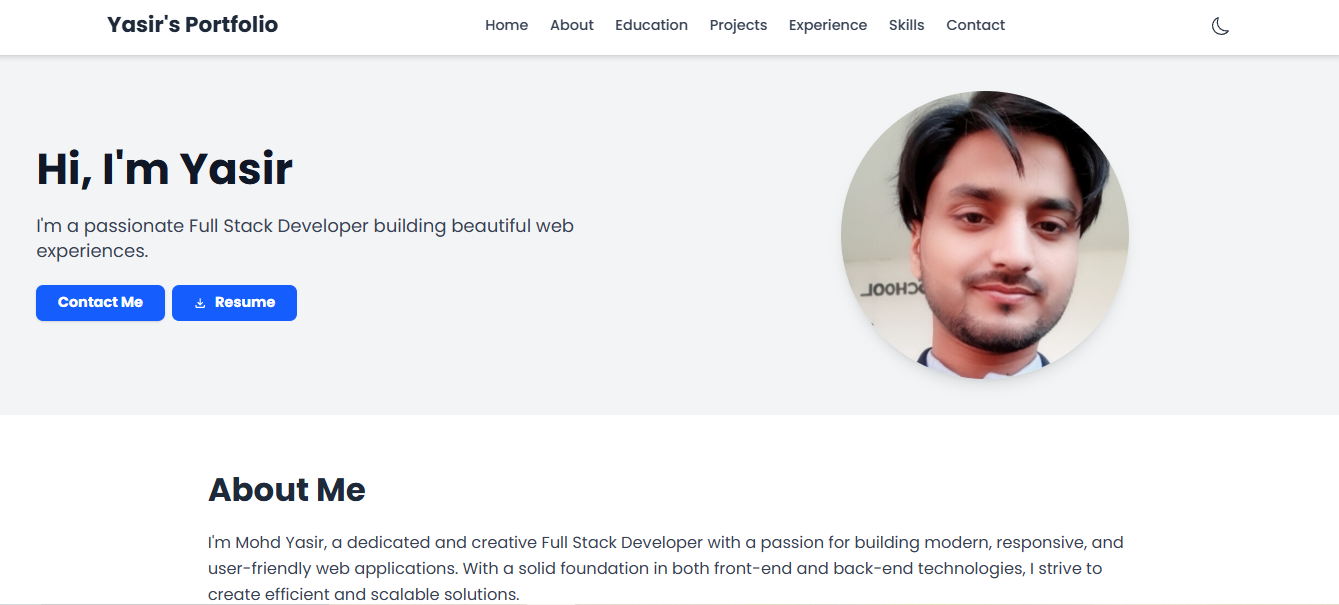 Yasir's Portfolio
Home About Education Projects Experience Skills Contact
Hi, I'm Yasir
I'm a passionate Full Stack Developer building beautiful web
experiences.
Contact Me Resume
About Me
I'm Mohd Yasir, a dedicated and creative Full Stack Developer with a passion for building modern, responsive, and
user-friendly web applications. With a solid foundation in both front-end and back-end technologies, I strive to
create efficient and scalable solutions.